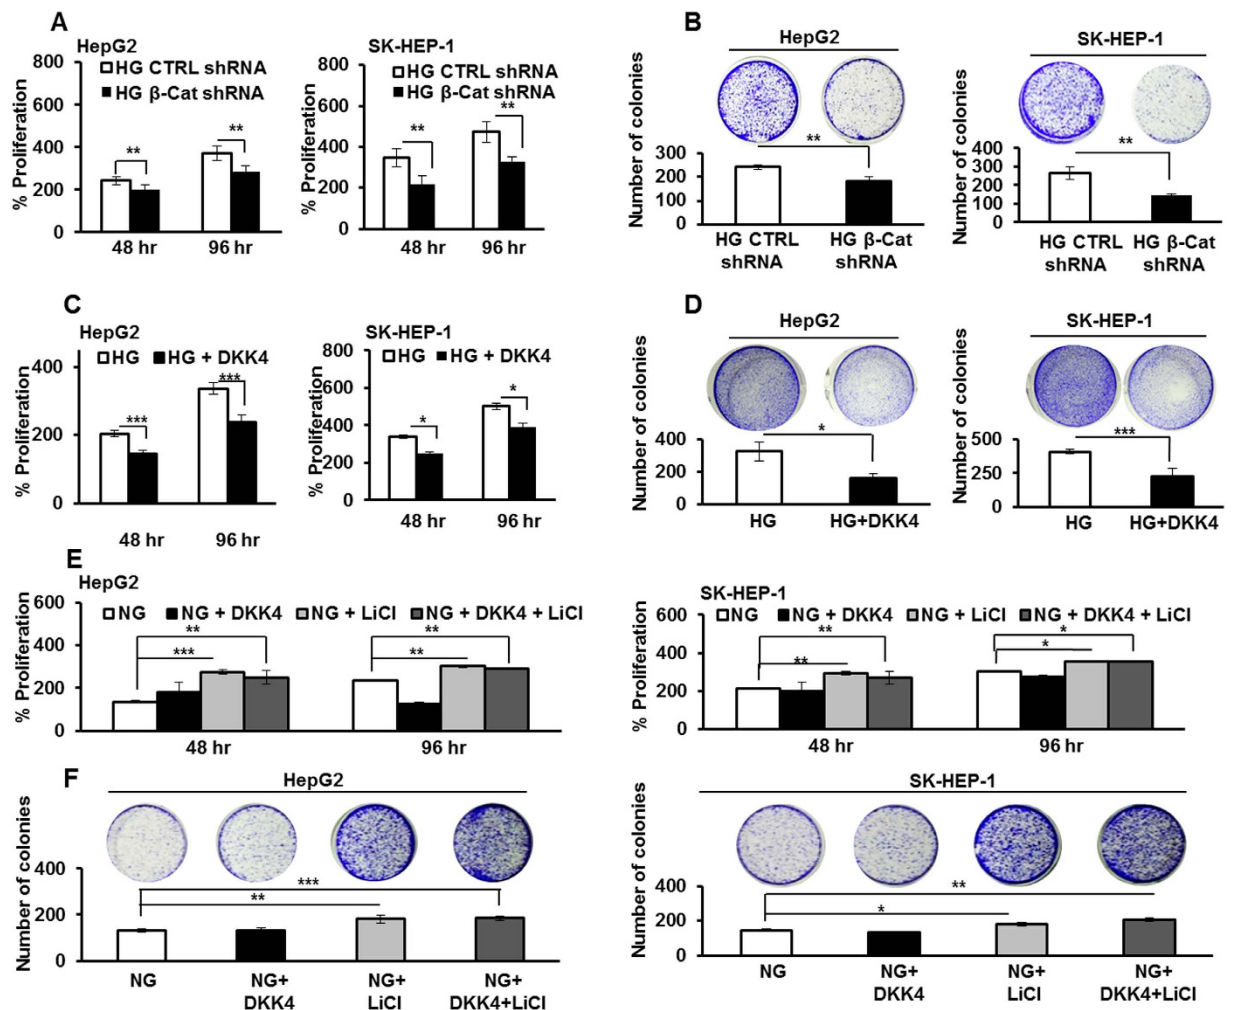 A
HepG2
% Proliferation
800
600
400
200
0
HG CTRL shRNA
HG β-Cat shRNA
**
**
48 hr
96 hr
SK-HEP-1
% Proliferation
800
600
400
200
0
HG CTRL shRNA
HG β-Cat shRNA
**
**
48 hr
96 hr
B
HepG2
Number of colonies
**
300
200
100
0
HG CTRL
shRNA
HG β-Cat
shRNA
SK-HEP-1
Number of colonies
**
400
300
200
100
0
HG CTRL
shRNA
HG β-Cat
shRNA
C
HepG2
% Proliferation
400
200
0
HG
HG + DKK4
***
***
48 hr
96 hr
SK-HEP-1
% Proliferation
800
600
400
200
0
HG
HG + DKK4
*
*
48 hr
96 hr
D
HepG2
Number of colonies
*
400
200
0
HG
HG+DKK4
SK-HEP-1
Number of colonies
***
500
250
0
HG
HG+DKK4
E
HepG2
% Proliferation
600
400
200
0
NG
NG + DKK4
NG + LiCl
NG + DKK4 + LiCl
**
***
**
**
48 hr
96 hr
SK-HEP-1
% Proliferation
600
400
200
0
NG
NG + DKK4
NG + LiCl
NG + DKK4 + LiCl
**
**
*
*
48 hr
96 hr
F
HepG2
Number of colonies
400
200
0
***
**
NG
NG+
DKK4
NG+
LiCl
NG+
DKK4+LiCl
SK-HEP-1
Number of colonies
400
200
0
**
*
NG
NG+
DKK4
NG+
LiCl
NG+
DKK4+LiCl